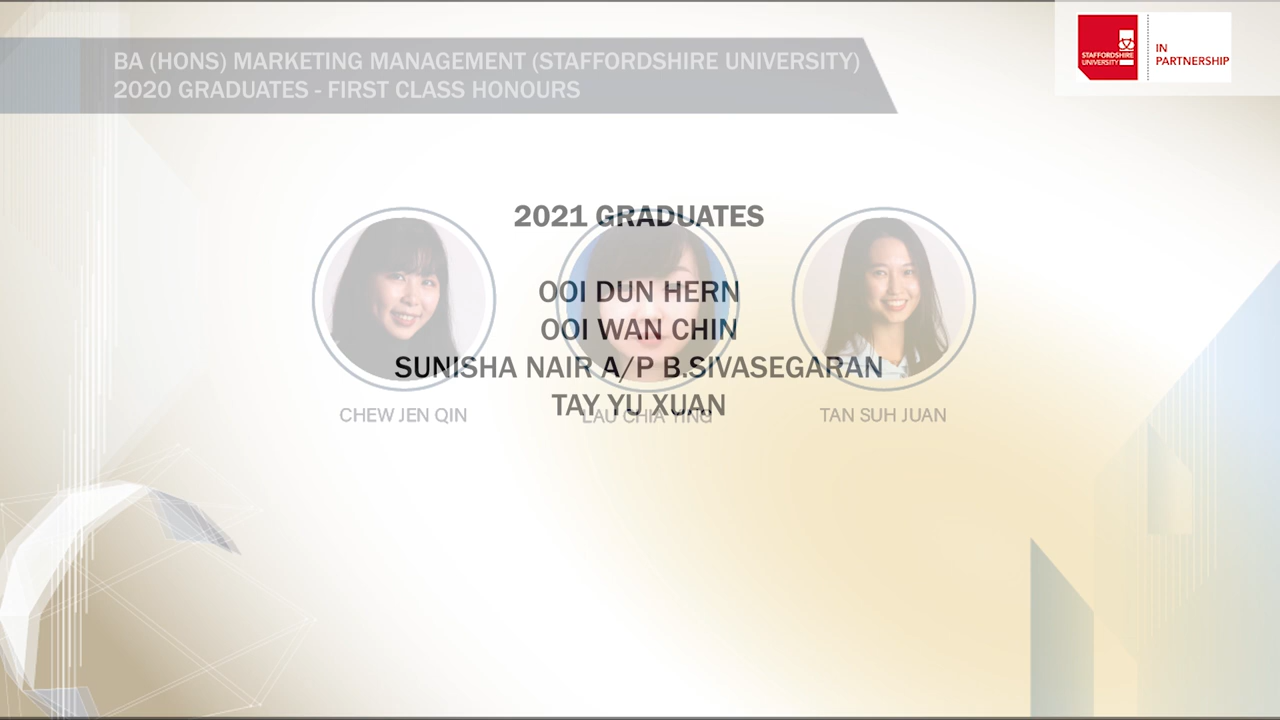 BA (HONS) MARKETING MANAGEMENT (STAFFORDSHIRE UNIVERSITY)
2020 GRADUATES - FIRST CLASS HONOURS
STAFFORDSHIRE
UNIVERSITY
IN
PARTNERSHIP
2021 GRADUATES
OOI DUN HERN
OOI WAN CHIN
SUNISHA NAIR A/P B.SIVASEGARAN
TAY YU XUAN
CHEW JEN QIN
LAU CHIA YING
TAN SUH JUAN